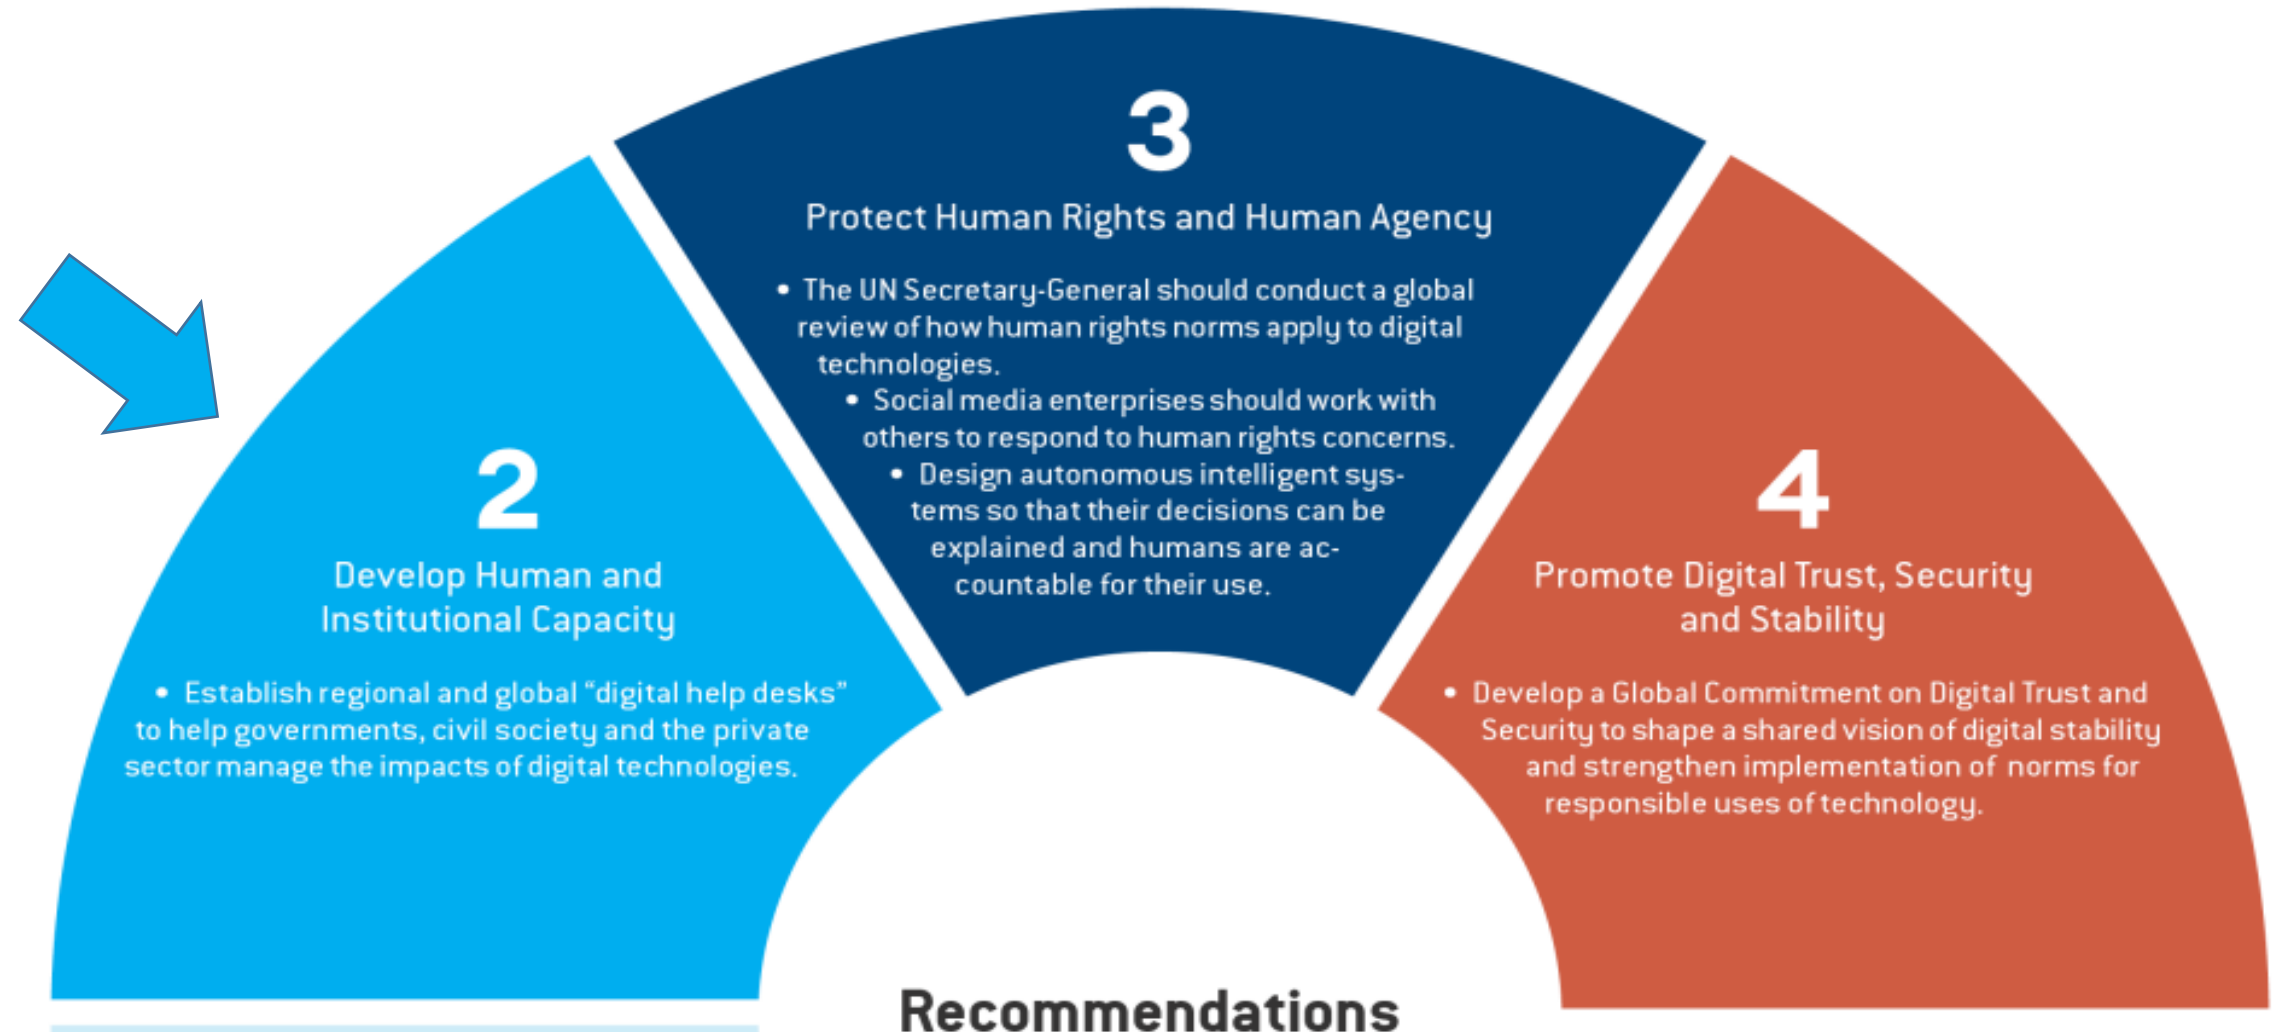 2
Develop Human and
Institutional Capacity
• Establish regional and global “digital help desks”
to help governments, civil society and the private
sector manage the impacts of digital technologies.
3
Protect Human Rights and Human Agency
• The UN Secretary-General should conduct a global
review of how human rights norms apply to digital
technologies.
• Social media enterprises should work with
others to respond to human rights concerns.
• Design autonomous intelligent sys-
tems so that their decisions can be
explained and humans are ac-
countable for their use.
4
Promote Digital Trust, Security
and Stability
• Develop a Global Commitment on Digital Trust and
Security to shape a shared vision of digital stability
and strengthen implementation of norms for
responsible uses of technology.
Recommendations